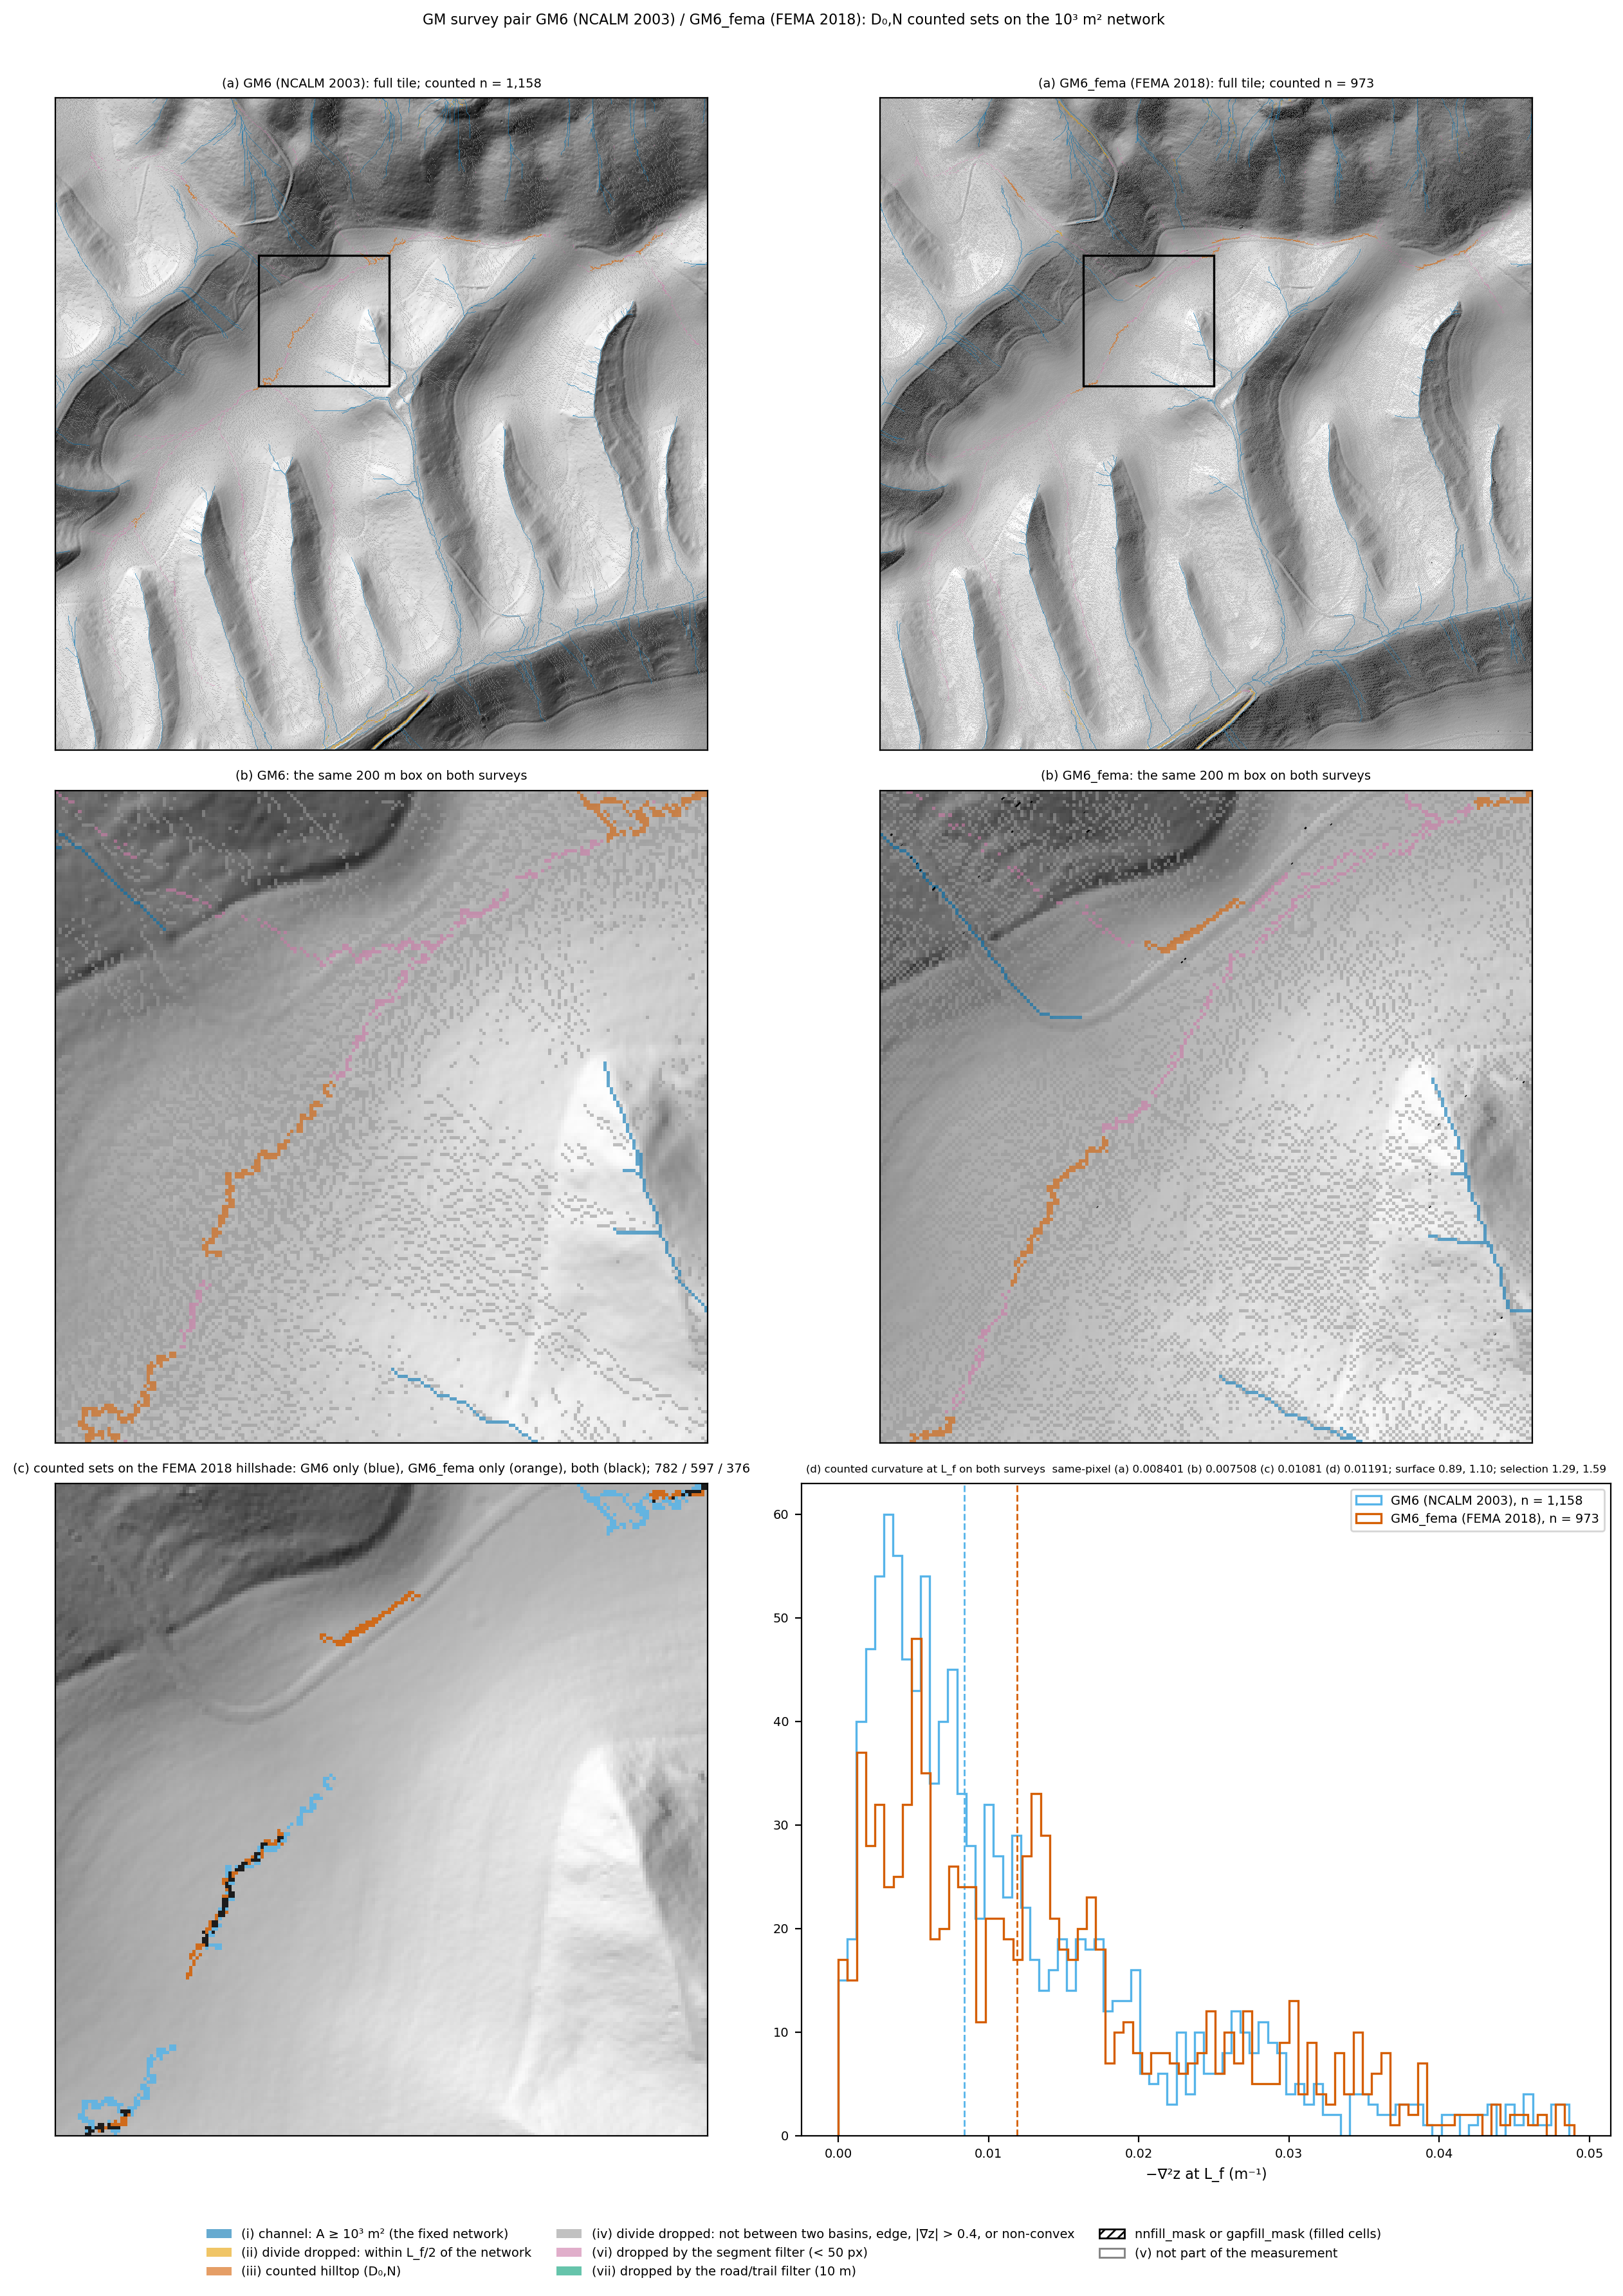 GM survey pair GM6 (NCALM 2003) / GM6_fema (FEMA 2018): D₀,N counted sets on the 10³ m² network
(a) GM6 (NCALM 2003): full tile; counted n = 1,158
(a) GM6_fema (FEMA 2018): full tile; counted n = 973
(b) GM6: the same 200 m box on both surveys
(b) GM6_fema: the same 200 m box on both surveys
(c) counted sets on the FEMA 2018 hillshade: GM6 only (blue), GM6_fema only (orange), both (black); 782 / 597 / 376
(d) counted curvature at L_f on both surveys  same-pixel (a) 0.008401 (b) 0.007508 (c) 0.01081 (d) 0.01191; surface 0.89, 1.10; selection 1.29, 1.59
GM6 (NCALM 2003), n = 1,158
GM6_fema (FEMA 2018), n = 973
60
50
40
30
20
10
0
0.00 0.01 0.02 0.03 0.04 0.05
−∇²z at L_f (m⁻¹)
(i) channel: A ≥ 10³ m² (the fixed network)
(ii) divide dropped: within L_f/2 of the network
(iii) counted hilltop (D₀,N)
(iv) divide dropped: not between two basins, edge, |∇z| > 0.4, or non-convex
(vi) dropped by the segment filter (< 50 px)
(vii) dropped by the road/trail filter (10 m)
nnfill_mask or gapfill_mask (filled cells)
(v) not part of the measurement